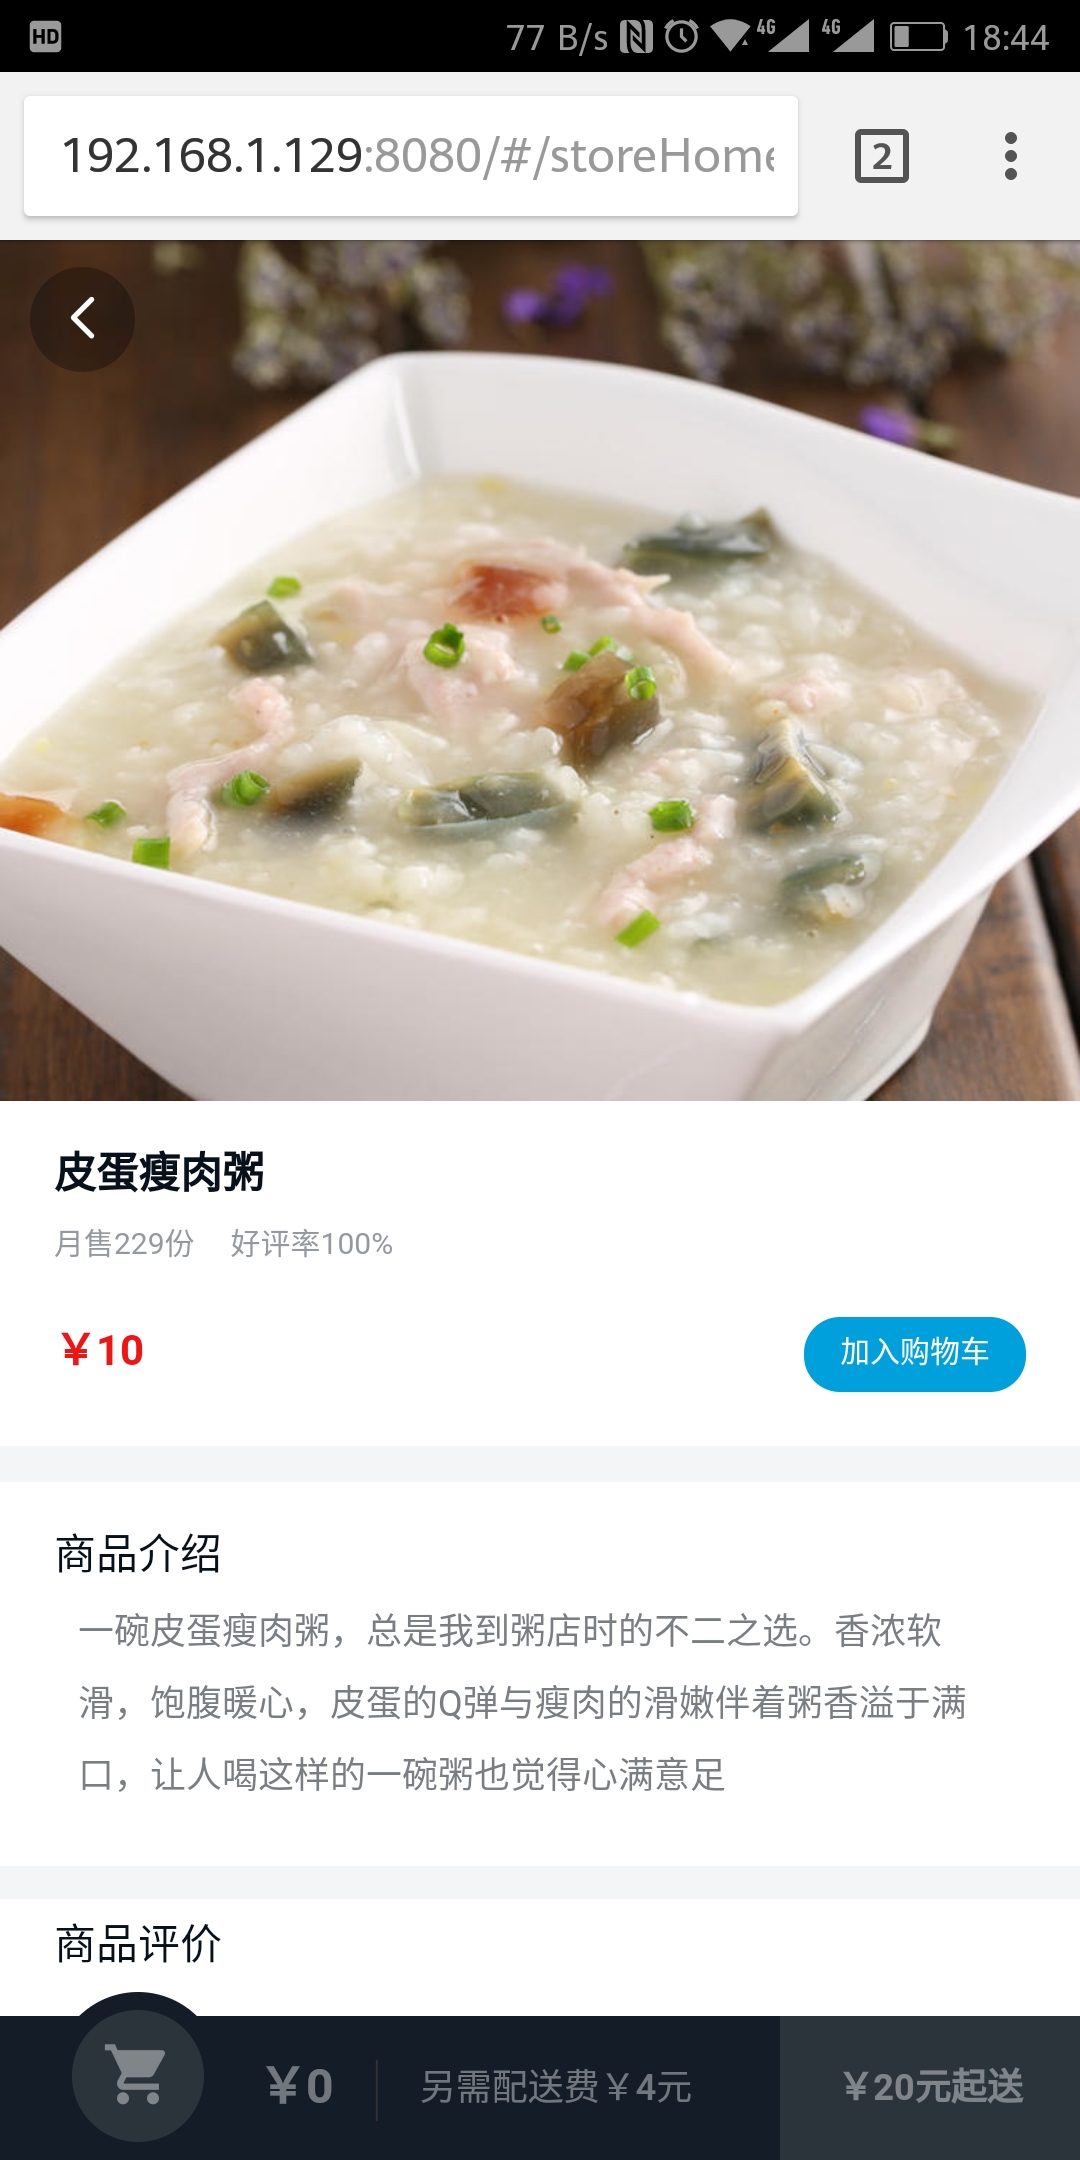 HD
77 B/s
4G
4G
18:44
192.168.1.129:8080/#/storeHome
2
皮蛋瘦肉粥
月售229份 好评率100%
￥10
加入购物车
商品介绍
一碗皮蛋瘦肉粥，总是我到粥店时的不二之选。香浓软
滑，饱腹暖心，皮蛋的Q弹与瘦肉的滑嫩伴着粥香溢于满
口，让人喝这样的一碗粥也觉得心满意足
商品评价
￥0
另需配送费￥4元
￥20元起送